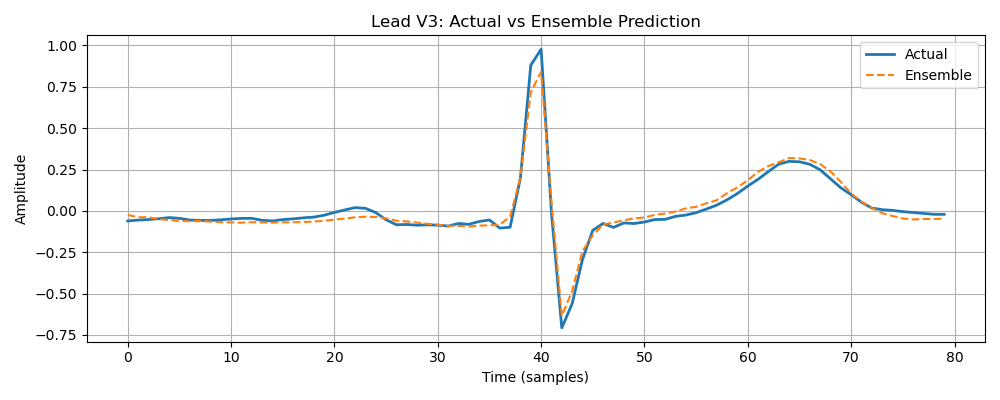 Lead V3: Actual vs Ensemble Prediction
Actual
Ensemble
Amplitude
1.00
0.75
0.50
0.25
0.00
−0.25
−0.50
−0.75
0 10 20 30 40 50 60 70 80
Time (samples)